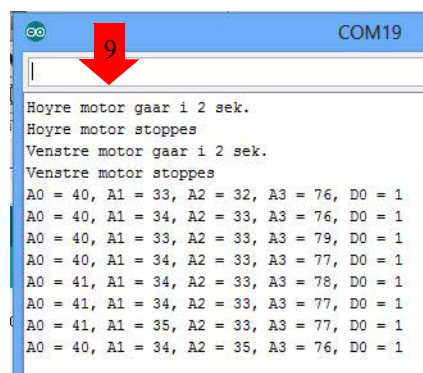 COM19
9
Hoyre motor gaar i 2 sek.
Hoyre motor stoppes
Venstre motor gaar i 2 sek.
Venstre motor stoppes
A0 = 40, A1 = 33, A2 = 32, A3 = 76, D0 = 1
A0 = 40, A1 = 34, A2 = 33, A3 = 76, D0 = 1
A0 = 40, A1 = 33, A2 = 33, A3 = 79, D0 = 1
A0 = 40, A1 = 34, A2 = 33, A3 = 77, D0 = 1
A0 = 41, A1 = 34, A2 = 33, A3 = 78, D0 = 1
A0 = 41, A1 = 34, A2 = 33, A3 = 77, D0 = 1
A0 = 41, A1 = 35, A2 = 33, A3 = 77, D0 = 1
A0 = 40, A1 = 34, A2 = 35, A3 = 76, D0 = 1